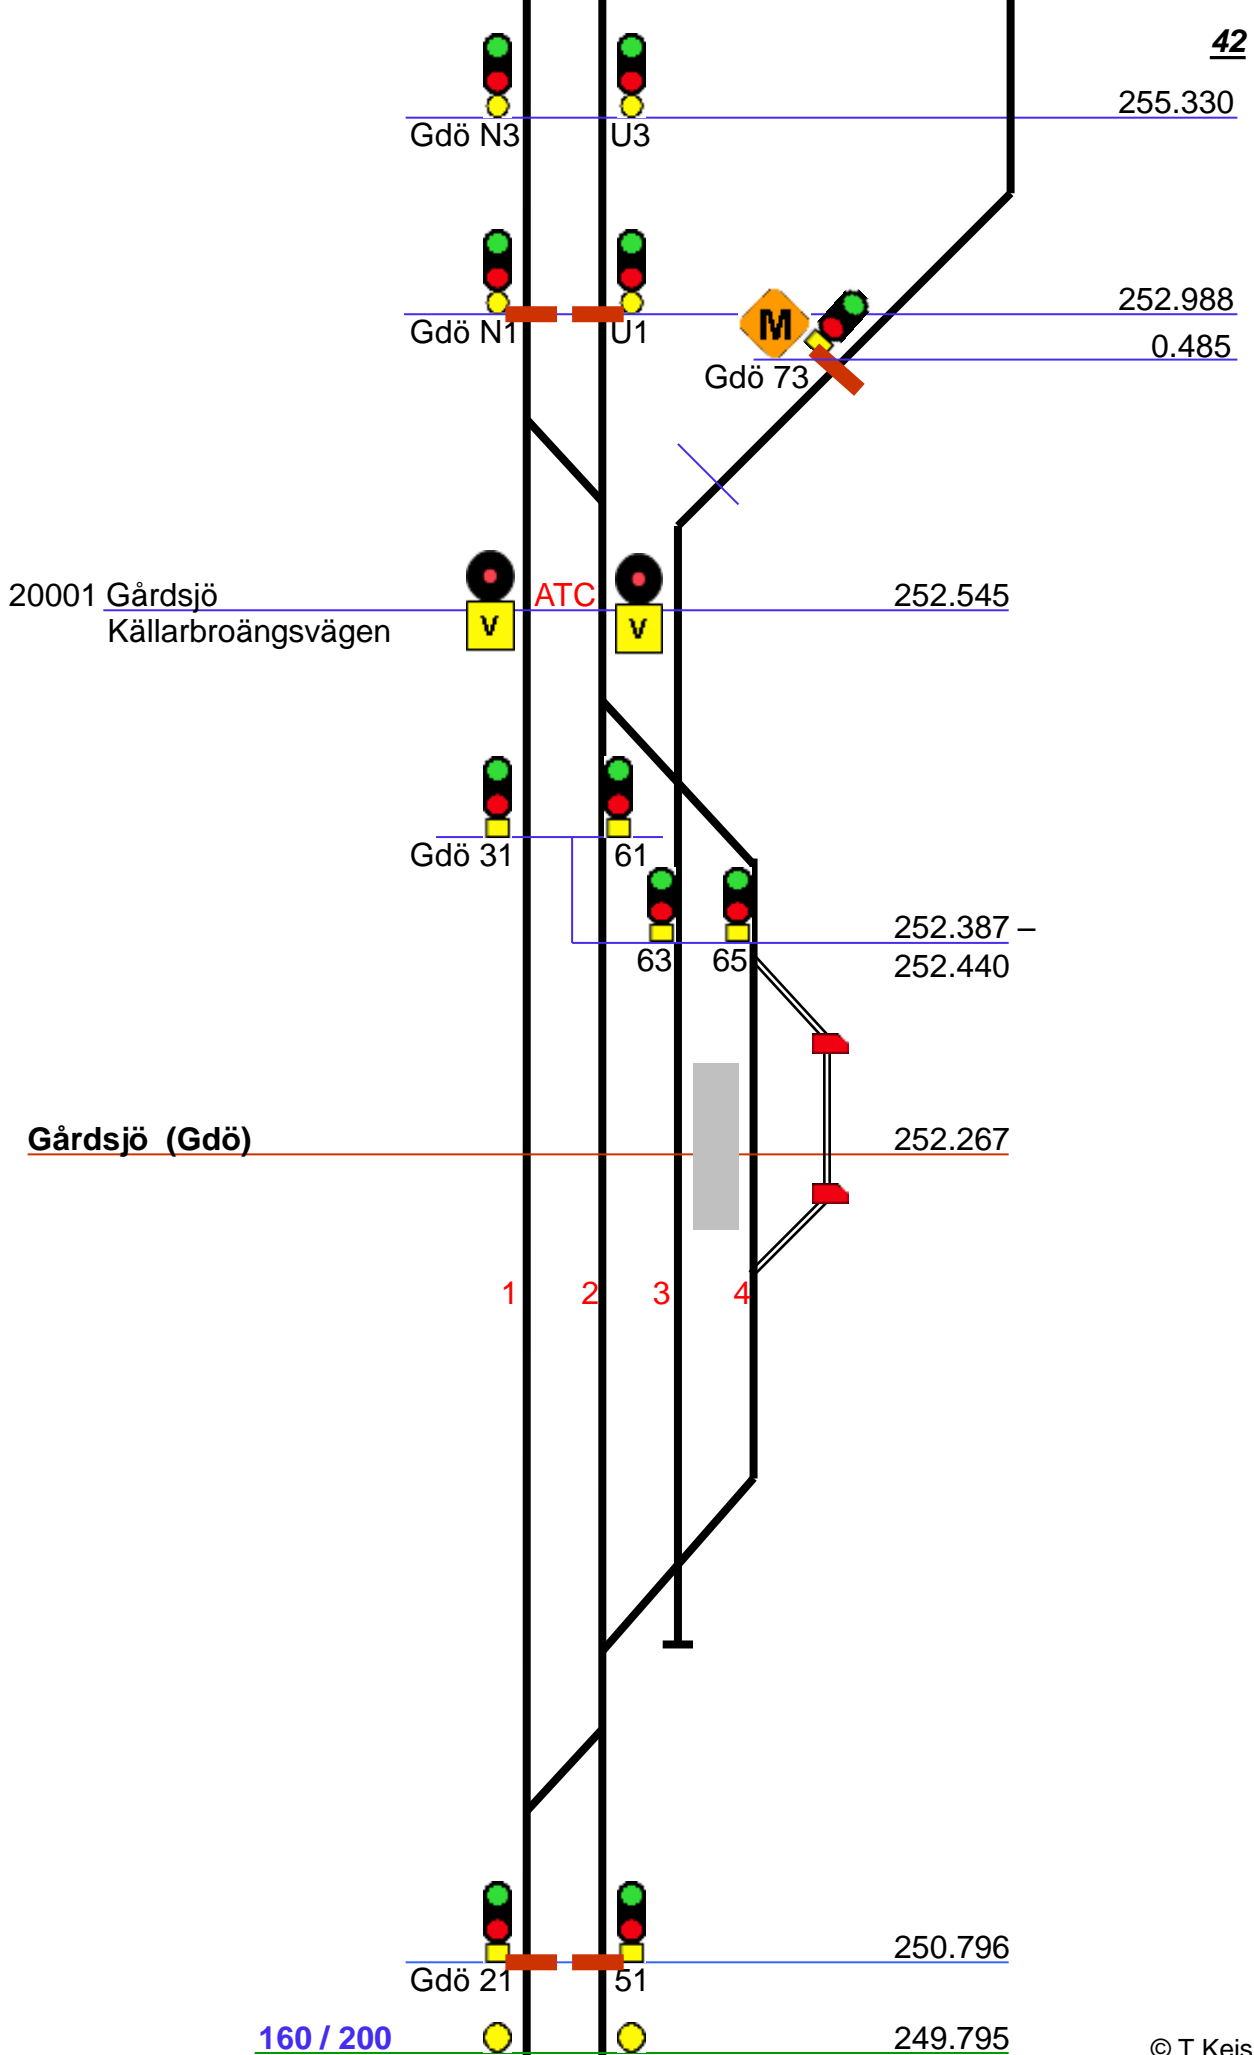 42
255.330
Gdö N3 U3
252.988
Gdö N1 U1
M
0.485
Gdö 73
20001 Gårdsjö ATC 252.545
Källarbroängsvägen
V V
Gdö 31 61
252.387 –
63 65
252.440
Gårdsjö (Gdö) 252.267
1 2 3 4
250.796
Gdö 21 51
160 / 200 249.795
© T Keis